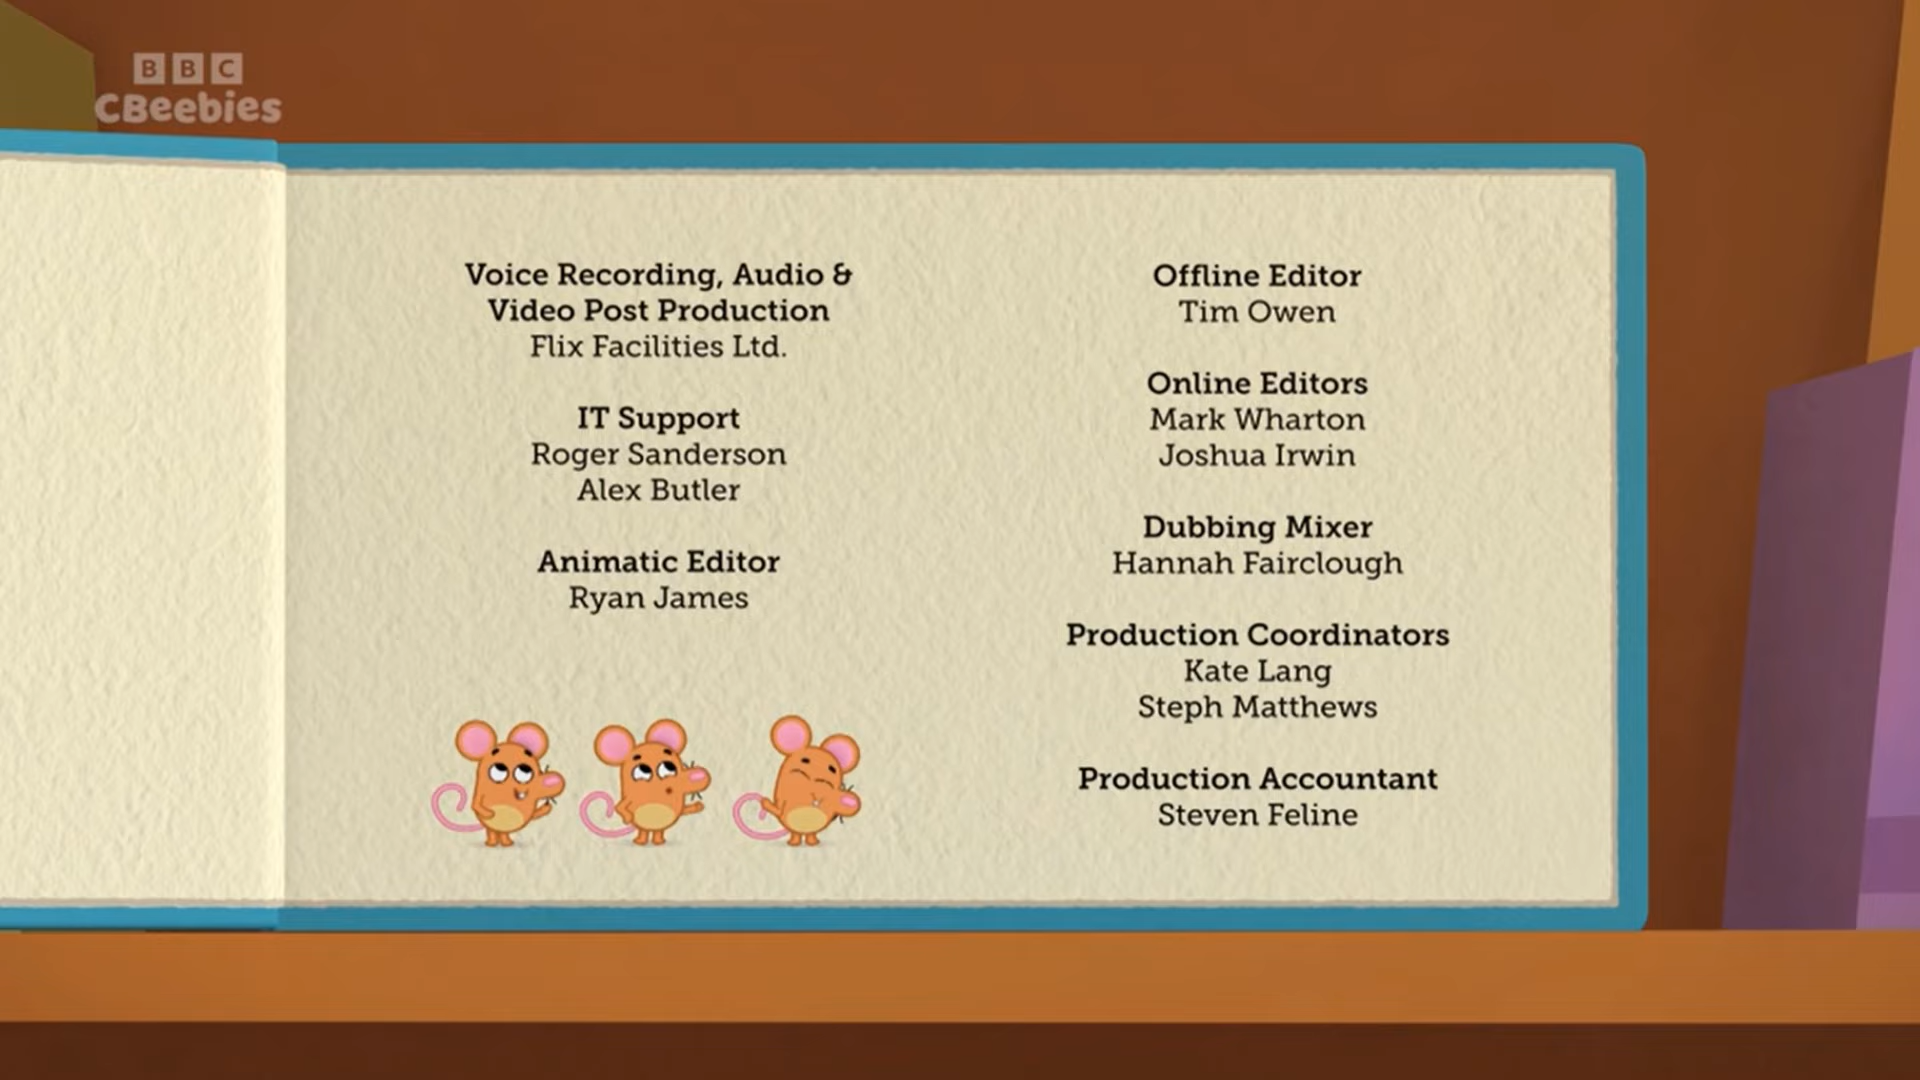 BBC
CBeebies
Voice Recording, Audio &
Video Post Production
Flix Facilities Ltd.
IT Support
Roger Sanderson
Alex Butler
Animatic Editor
Ryan James
Offline Editor
Tim Owen
Online Editors
Mark Wharton
Joshua Irwin
Dubbing Mixer
Hannah Fairclough
Production Coordinators
Kate Lang
Steph Matthews
Production Accountant
Steven Feline